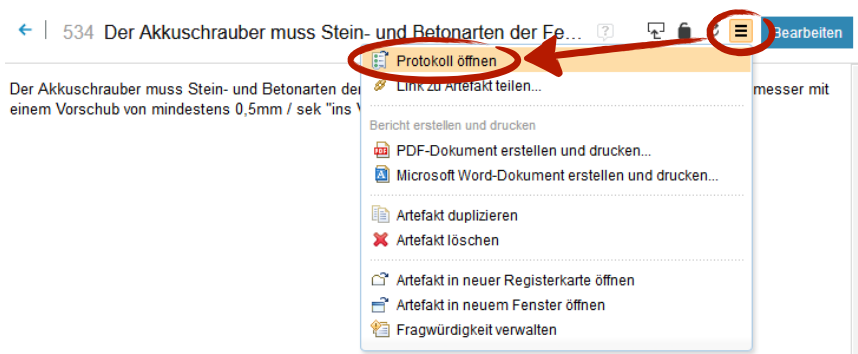 534 Der Akkuschrauber muss Stein- und Betonarten der Fe... Bearbeiten
Protokoll öffnen
Der Akkuschrauber muss Stein- und Betonarten der messer mit
Link zu Artefakt teilen...
einem Vorschub von mindestens 0,5mm / sek "ins
Bericht erstellen und drucken
PDF-Dokument erstellen und drucken...
Microsoft Word-Dokument erstellen und drucken...
Artefakt duplizieren
Artefakt löschen
Artefakt in neuer Registerkarte öffnen
Artefakt in neuem Fenster öffnen
Fragwürdigkeit verwalten